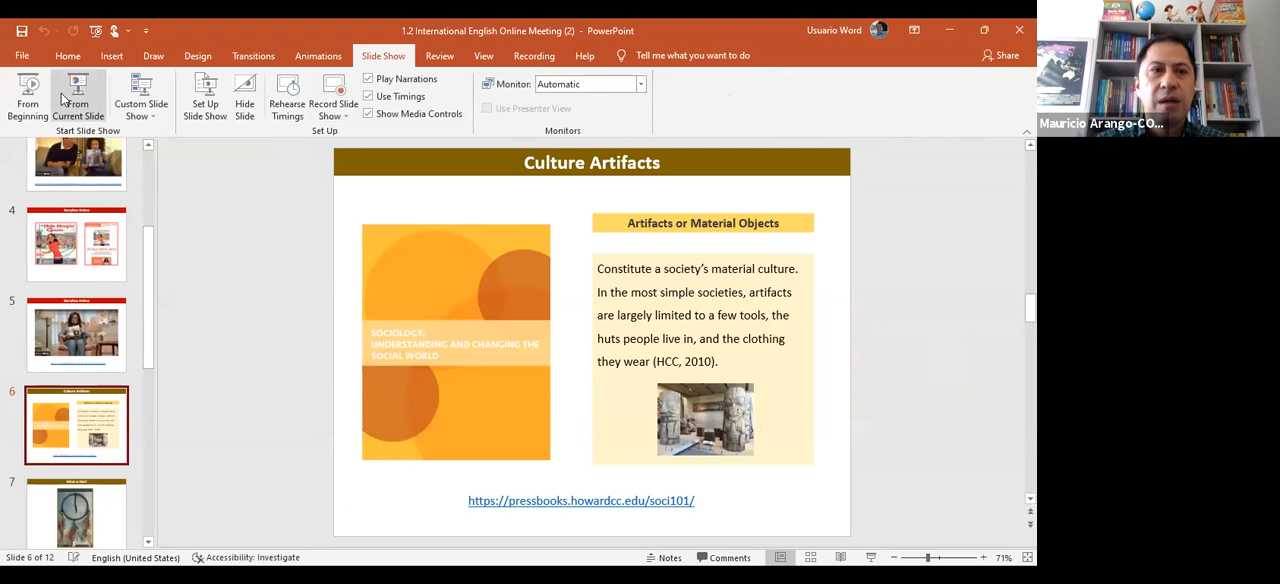 1.2 International English Online Meeting (2) - PowerPoint
Usuario Word
File Home Insert Draw Design Transitions Animations Slide Show Review View Recording Help Tell me what you want to do Share
From Beginning
From Current Slide
Custom Slide Show
Set Up Slide Show
Hide Slide
Rehearse Timings
Record Slide Show
Play Narrations
Use Timings
Show Media Controls
Monitor: Automatic
Use Presenter View
Start Slide Show
Set Up
Monitors
Mauricio Arango-CO...
4
5
6
Culture Artifacts
7
Culture Artifacts
SOCIOLOGY:
UNDERSTANDING AND CHANGING THE
SOCIAL WORLD
Artifacts or Material Objects
Constitute a society's material culture.
In the most simple societies, artifacts
are largely limited to a few tools, the
huts people live in, and the clothing
they wear (HCC, 2010).
https://pressbooks.howardcc.edu/soci101/
Slide 6 of 12 English (United States) Accessibility: Investigate Notes Comments 71%